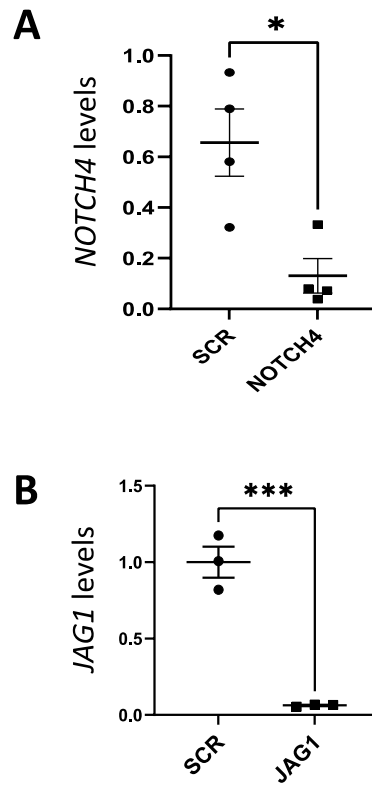 A
*
NOTCH4 levels
1.0
0.8
0.6
0.4
0.2
0.0
SCR
NOTCH4
B
***
JAG1 levels
1.5
1.0
0.5
0.0
SCR
JAG1